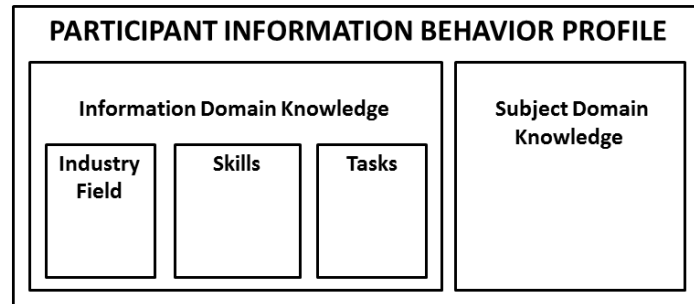 PARTICIPANT INFORMATION BEHAVIOR PROFILE
Information Domain Knowledge
Industry
Field
Skills
Tasks
Subject Domain
Knowledge